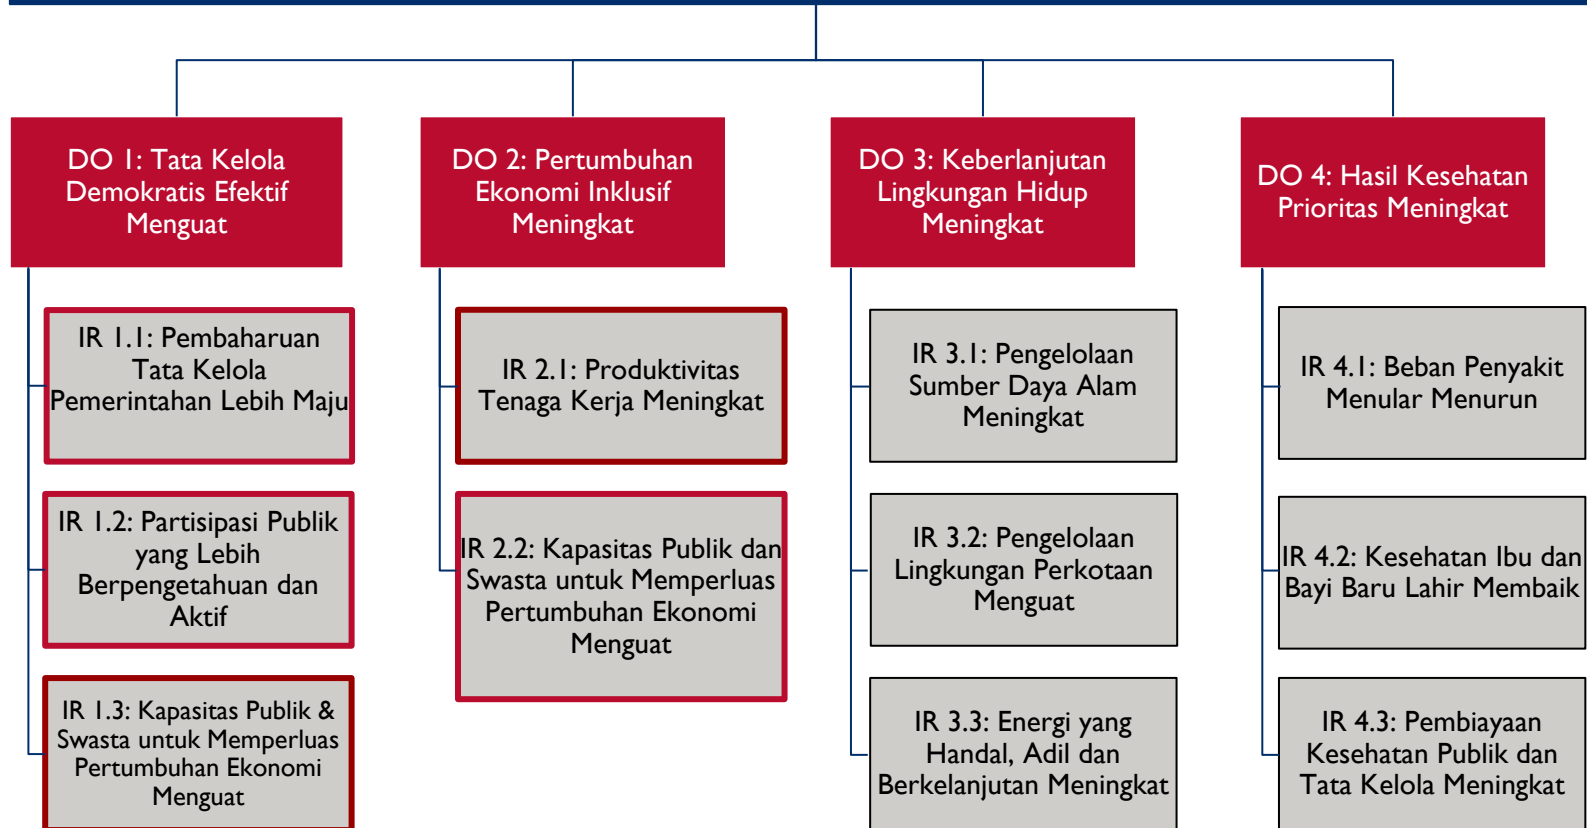 DO 1: Tata Kelola
Demokratis Efektif
Menguat
DO 2: Pertumbuhan
Ekonomi Inklusif
Meningkat
DO 3: Keberlanjutan
Lingkungan Hidup
Meningkat
DO 4: Hasil Kesehatan
Prioritas Meningkat
IR 1.1: Pembaharuan
Tata Kelola
Pemerintahan Lebih Maju
IR 2.1: Produktivitas
Tenaga Kerja Meningkat
IR 3.1: Pengelolaan
Sumber Daya Alam
Meningkat
IR 4.1: Beban Penyakit
Menular Menurun
IR 1.2: Partisipasi Publik
yang Lebih
Berpengetahuan dan
Aktif
IR 2.2: Kapasitas Publik dan
Swasta untuk Memperluas
Pertumbuhan Ekonomi
Menguat
IR 3.2: Pengelolaan
Lingkungan Perkotaan
Menguat
IR 4.2: Kesehatan Ibu dan
Bayi Baru Lahir Membaik
IR 1.3: Kapasitas Publik &
Swasta untuk Memperluas
Pertumbuhan Ekonomi
Menguat
IR 3.3: Energi yang
Handal, Adil dan
Berkelanjutan Meningkat
IR 4.3: Pembiayaan
Kesehatan Publik dan
Tata Kelola Meningkat